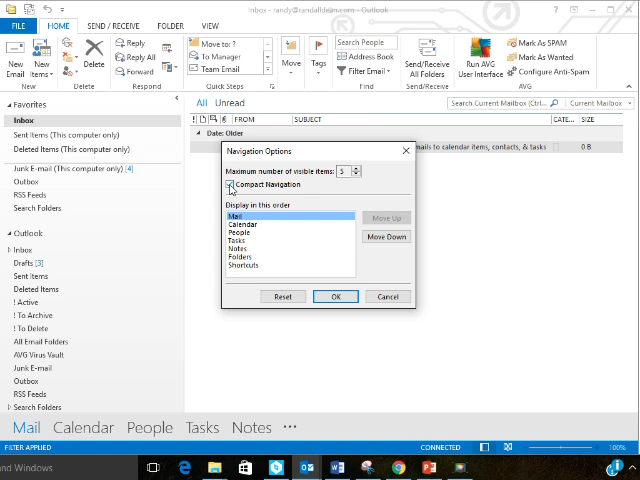 Inbox - randy@randalldean.com - Outlook
FILE HOME SEND / RECEIVE FOLDER VIEW
New Email
New Items
Delete
Reply
Reply All
Forward
Move to: ?
To Manager
Team Email
Move
Tags
Search People
Address Book
Filter Email
Send/Receive All Folders
Run AVG User Interface
Mark As SPAM
Mark As Wanted
Configure Anti-Spam
New Delete Respond Quick Steps Find Send/Receive AVG
Favorites
Inbox
Sent Items (This computer only)
Deleted Items (This computer only)
Junk E-mail (This computer only) [4]
Outbox
RSS Feeds
Search Folders
Outlook
Inbox
Drafts [3]
Sent Items
Deleted Items
! Active
! To Archive
! To Delete
All Email Folders
AVG Virus Vault
Junk E-mail
Outbox
RSS Feeds
Search Folders
All Unread
Search Current Mailbox (Ctrl... Current Mailbox
FROM SUBJECT CATE... SIZE
Date: Older
mails to calendar items, contacts, & tasks 0 B
Navigation Options
Maximum number of visible items: 5
Compact Navigation
Display in this order
Mail
Calendar
People
Tasks
Notes
Folders
Shortcuts
Move Up
Move Down
Reset OK Cancel
Mail Calendar People Tasks Notes •••
FILTER APPLIED CONNECTED 100%
nd Windows